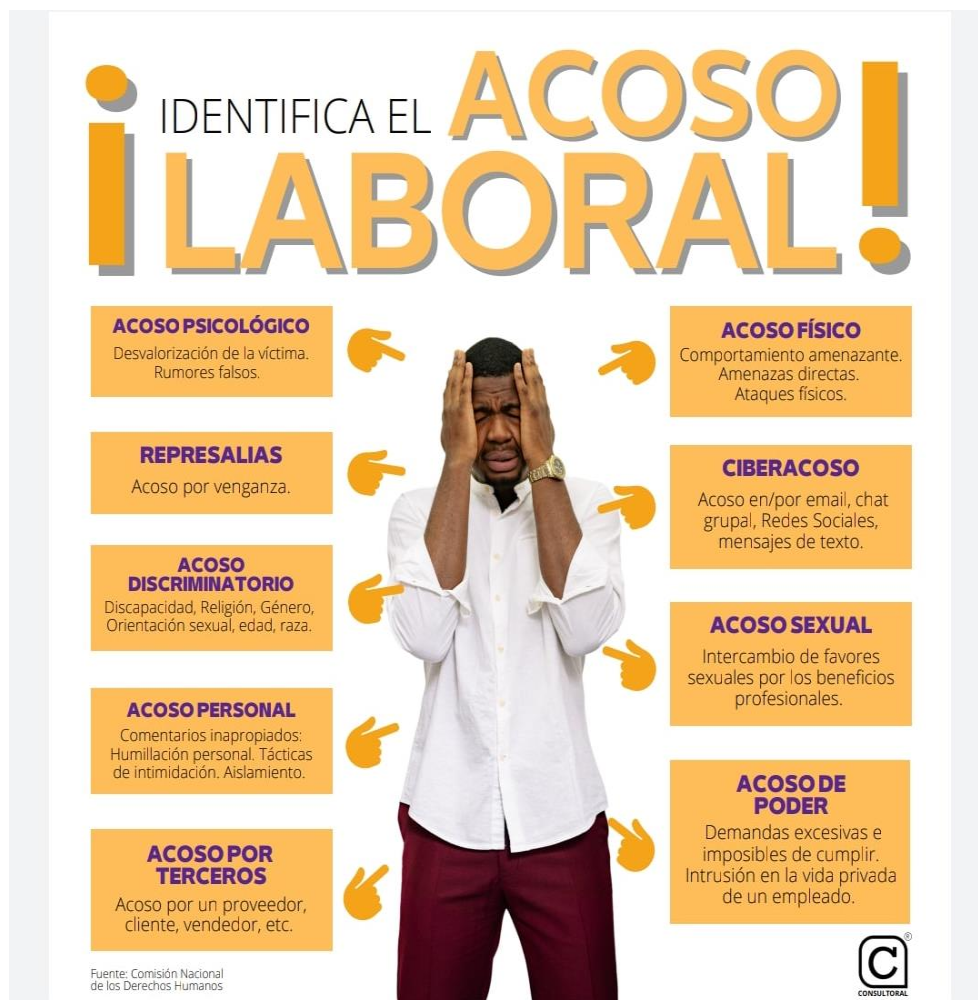 ¡IDENTIFICA EL ACOSO
LABORAL!
ACOSO PSICOLÓGICO
Desvalorización de la víctima.
Rumores falsos.
REPRESALIAS
Acoso por venganza.
ACOSO
DISCRIMINATORIO
Discapacidad, Religión, Género,
Orientación sexual, edad, raza.
ACOSO PERSONAL
Comentarios inapropiados:
Humillación personal. Tácticas
de intimidación. Aislamiento.
ACOSO POR
TERCEROS
Acoso por un proveedor,
cliente, vendedor, etc.
ACOSO FÍSICO
Comportamiento amenazante.
Amenazas directas.
Ataques físicos.
CIBERACOSO
Acoso en/por email, chat
grupal, Redes Sociales,
mensajes de texto.
ACOSO SEXUAL
Intercambio de favores
sexuales por los beneficios
profesionales.
ACOSO DE
PODER
Demandas excesivas e
imposibles de cumplir.
Intrusión en la vida privada
de un empleado.
Fuente: Comisión Nacional
de los Derechos Humanos
C®
CONSULTORAL